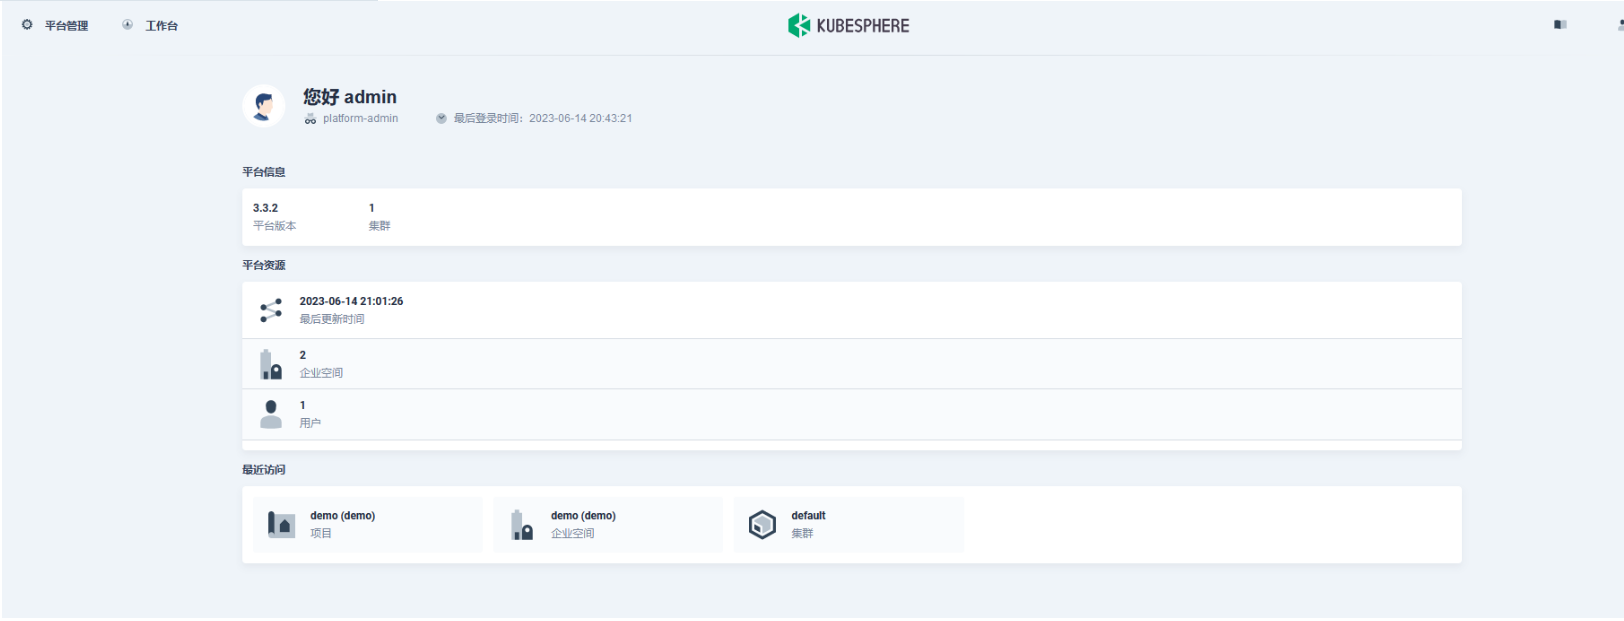 平台管理
工作台
KUBESPHERE
您好 admin
platform-admin
最后登录时间：2023-06-14 20:43:21
平台信息
3.3.2
平台版本
1
集群
平台资源
2023-06-14 21:01:26
最后更新时间
2
企业空间
1
用户
最近访问
demo (demo)
项目
demo (demo)
企业空间
default
集群